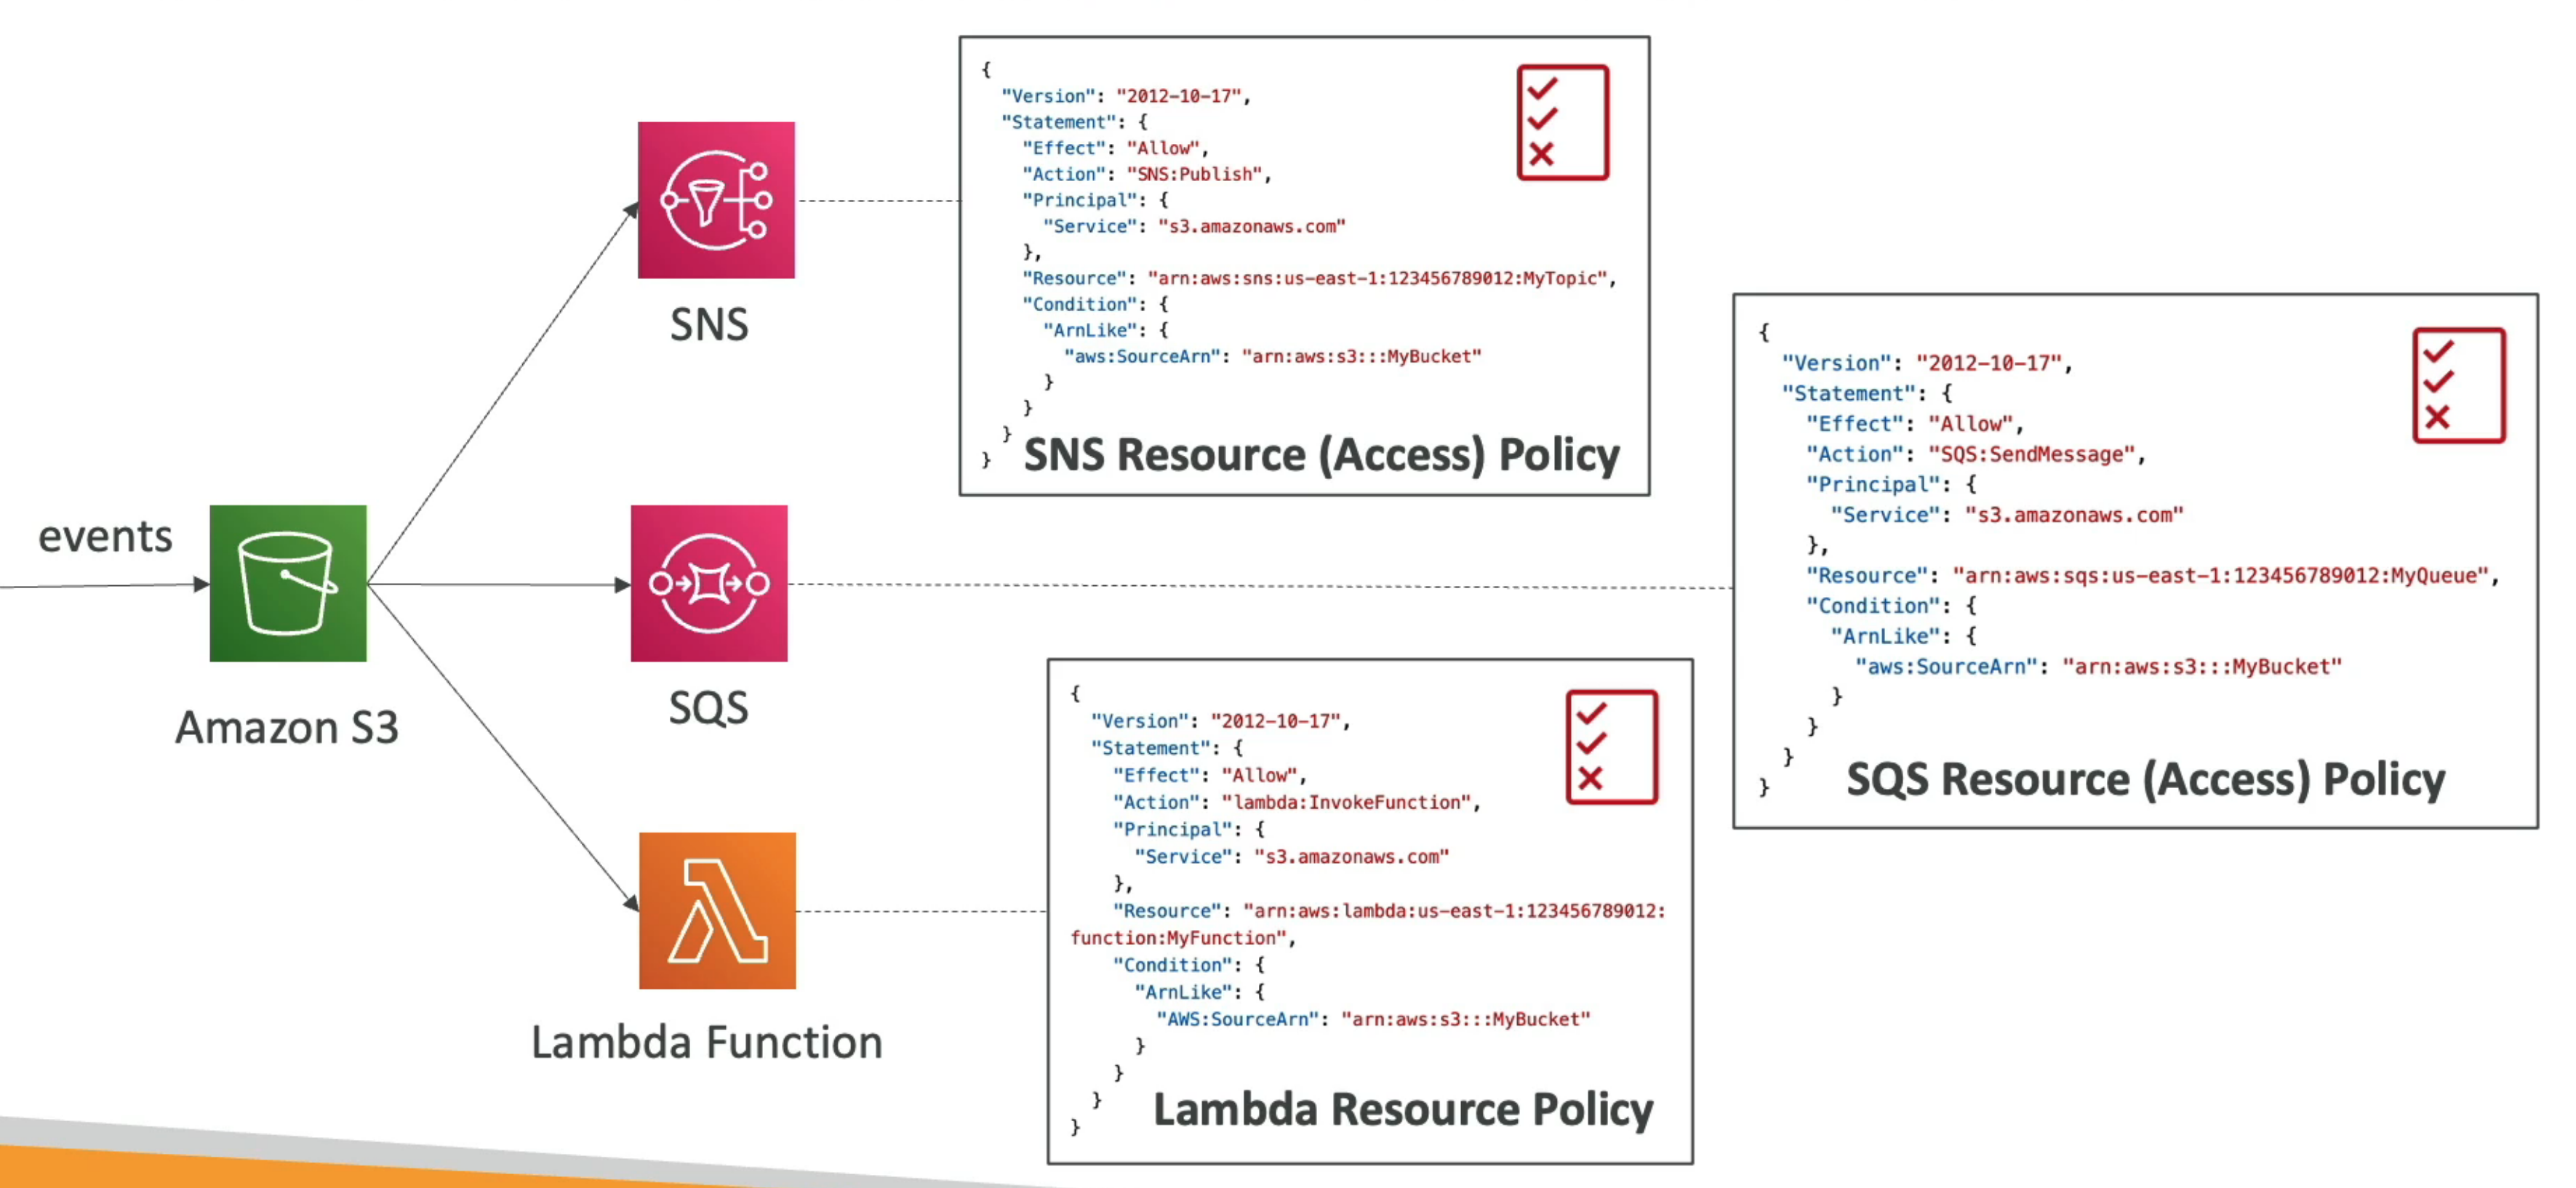 events
Amazon S3
SNS
SQS
Lambda Function
{
"Version": "2012-10-17",
"Statement": {
"Effect": "Allow",
"Action": "SNS:Publish",
"Principal": {
"Service": "s3.amazonaws.com"
},
"Resource": "arn:aws:sns:us-east-1:123456789012:MyTopic",
"Condition": {
"ArnLike": {
"aws:SourceArn": "arn:aws:s3:::MyBucket"
}
}
}
}
SNS Resource (Access) Policy
{
"Version": "2012-10-17",
"Statement": {
"Effect": "Allow",
"Action": "SQS:SendMessage",
"Principal": {
"Service": "s3.amazonaws.com"
},
"Resource": "arn:aws:sqs:us-east-1:123456789012:MyQueue",
"Condition": {
"ArnLike": {
"aws:SourceArn": "arn:aws:s3:::MyBucket"
}
}
}
}
SQS Resource (Access) Policy
{
"Version": "2012-10-17",
"Statement": {
"Effect": "Allow",
"Action": "lambda:InvokeFunction",
"Principal": {
"Service": "s3.amazonaws.com"
},
"Resource": "arn:aws:lambda:us-east-1:123456789012:
function:MyFunction",
"Condition": {
"ArnLike": {
"AWS:SourceArn": "arn:aws:s3:::MyBucket"
}
}
}
}
Lambda Resource Policy